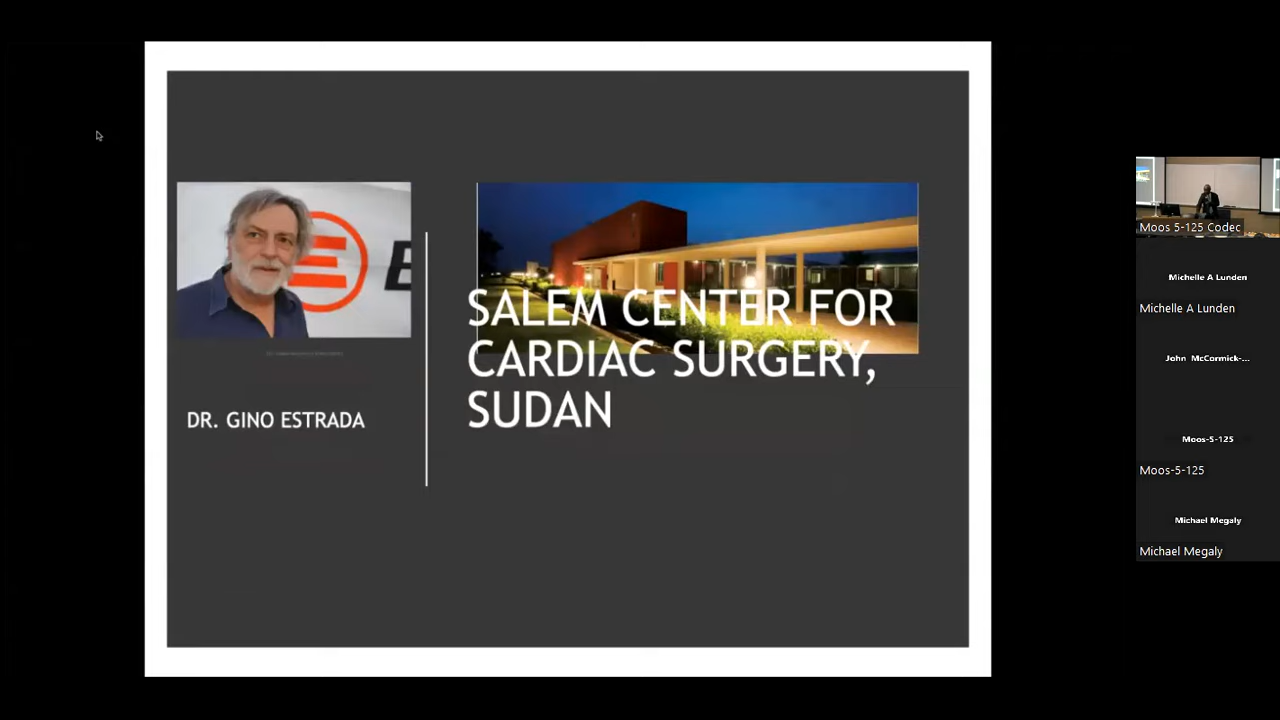 E
SALEM CENTER FOR
CARDIAC SURGERY,
SUDAN
DR. GINO ESTRADA
Moos 5-125 Codec
Michelle A Lunden
Michelle A Lunden
John McCormick-...
Moos-5-125
Moos-5-125
Michael Megaly
Michael Megaly